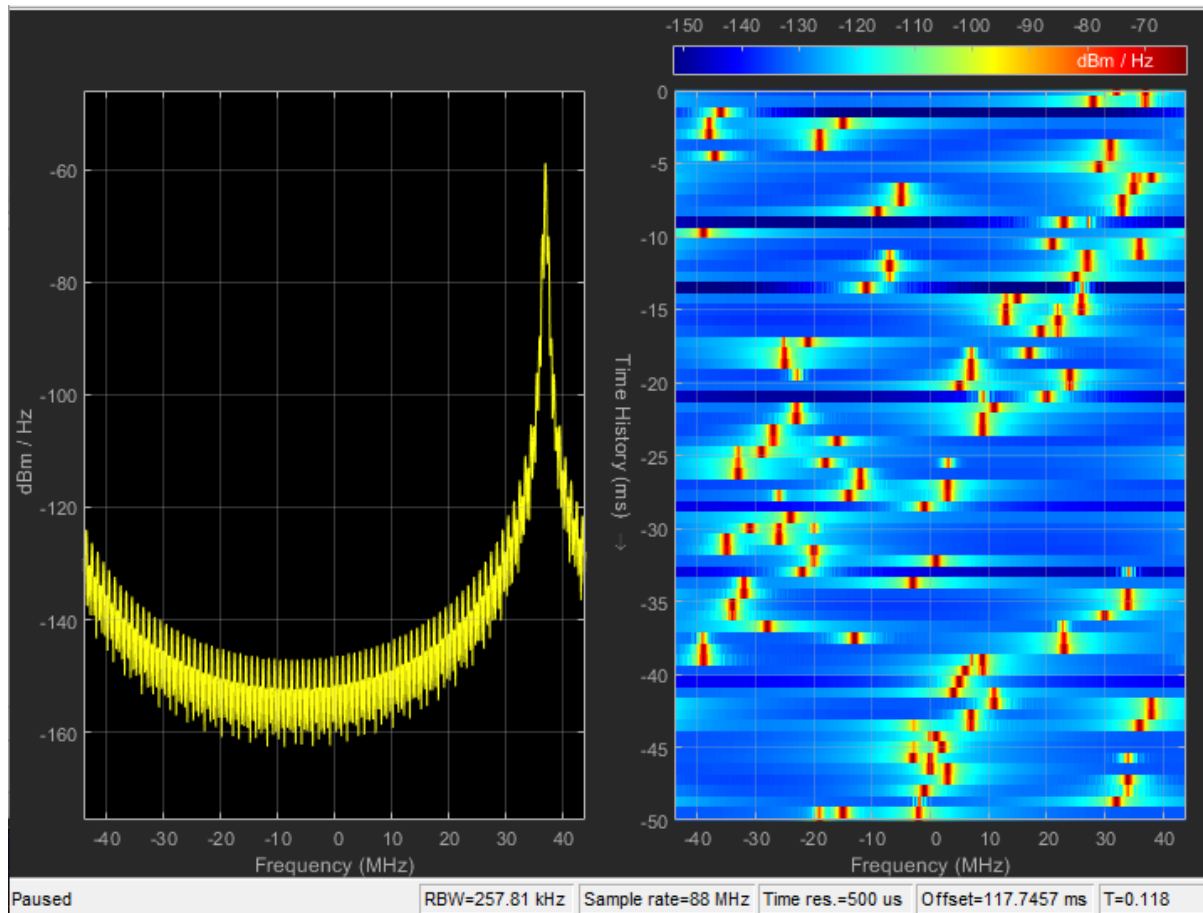 -150 -140 -130 -120 -110 -100 -90 -80 -70
dBm / Hz
-60
-80
-100
-120
-140
-160
dBm / Hz
-40 -30 -20 -10 0 10 20 30 40
Frequency (MHz)
0
-5
-10
-15
-20
-25
-30
-35
-40
-45
-50
Time History (ms) →
-40 -30 -20 -10 0 10 20 30 40
Frequency (MHz)
Paused RBW=257.81 kHz Sample rate=88 MHz Time res.=500 us Offset=117.7457 ms T=0.118